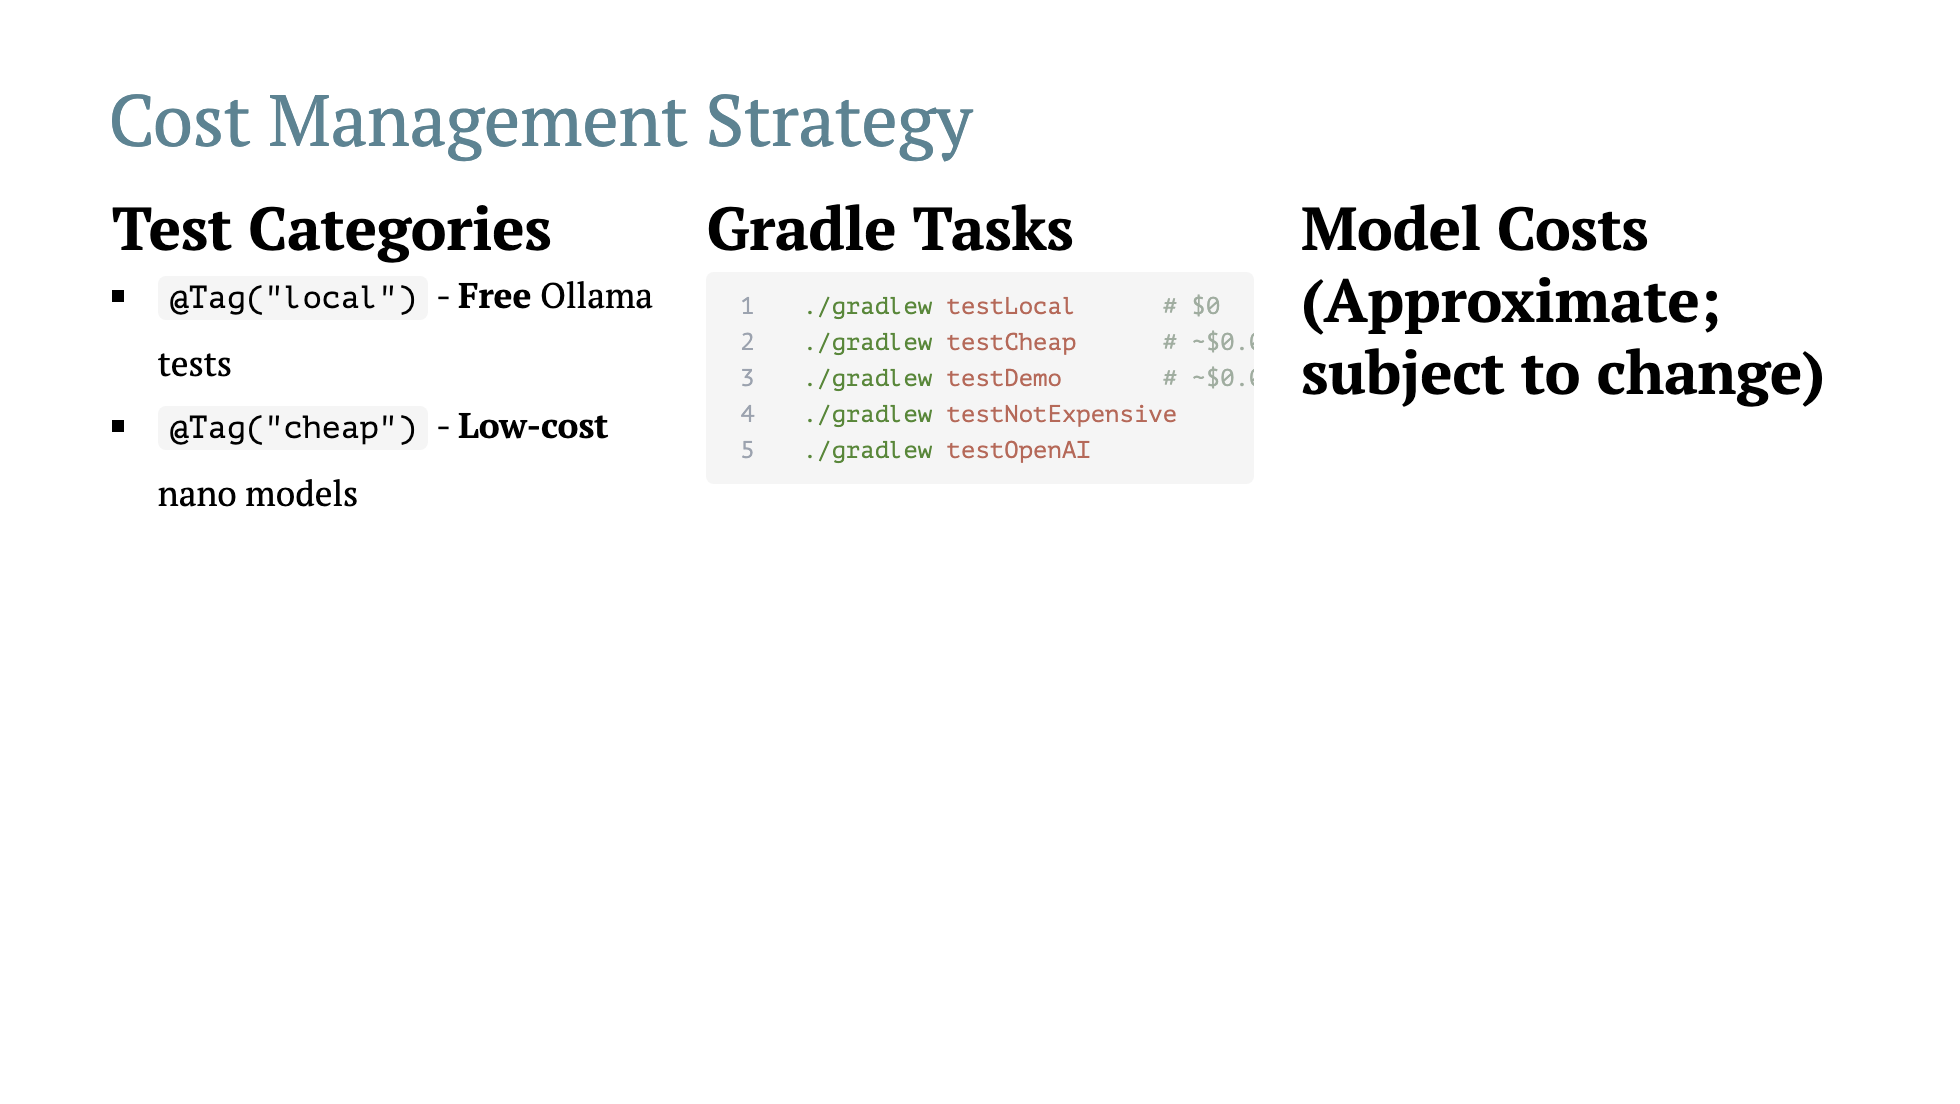 Cost Management Strategy
Test Categories
▪ @Tag("local") - Free Ollama
tests
▪ @Tag("cheap") - Low-cost
nano models
Gradle Tasks
1 ./gradlew testLocal # $0
2 ./gradlew testCheap # ~$0.0
3 ./gradlew testDemo # ~$0.0
4 ./gradlew testNotExpensive
5 ./gradlew testOpenAI
Model Costs
(Approximate;
subject to change)